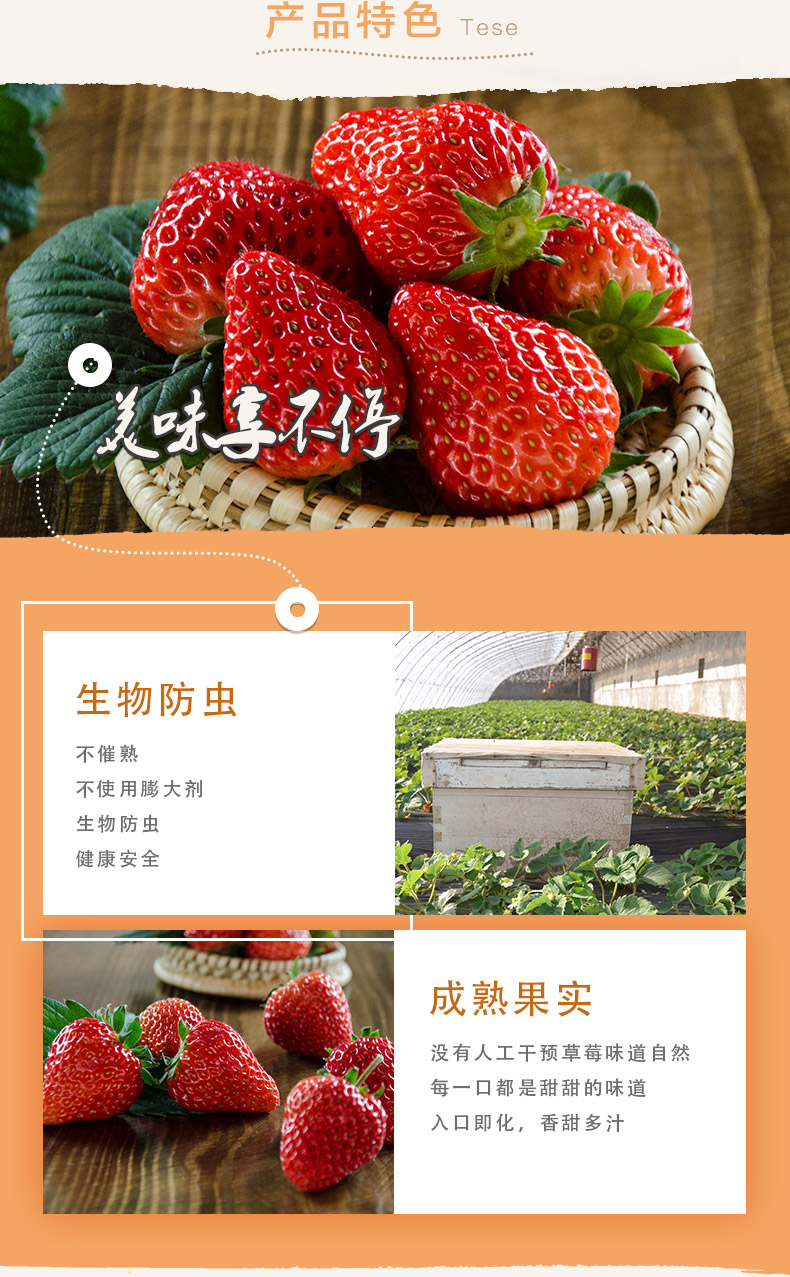 产品特色 Tese
美味享不停
生物防虫
不催熟
不使用膨大剂
生物防虫
健康安全
成熟果实
没有人工干预草莓味道自然
每一口都是甜甜的味道
入口即化，香甜多汁